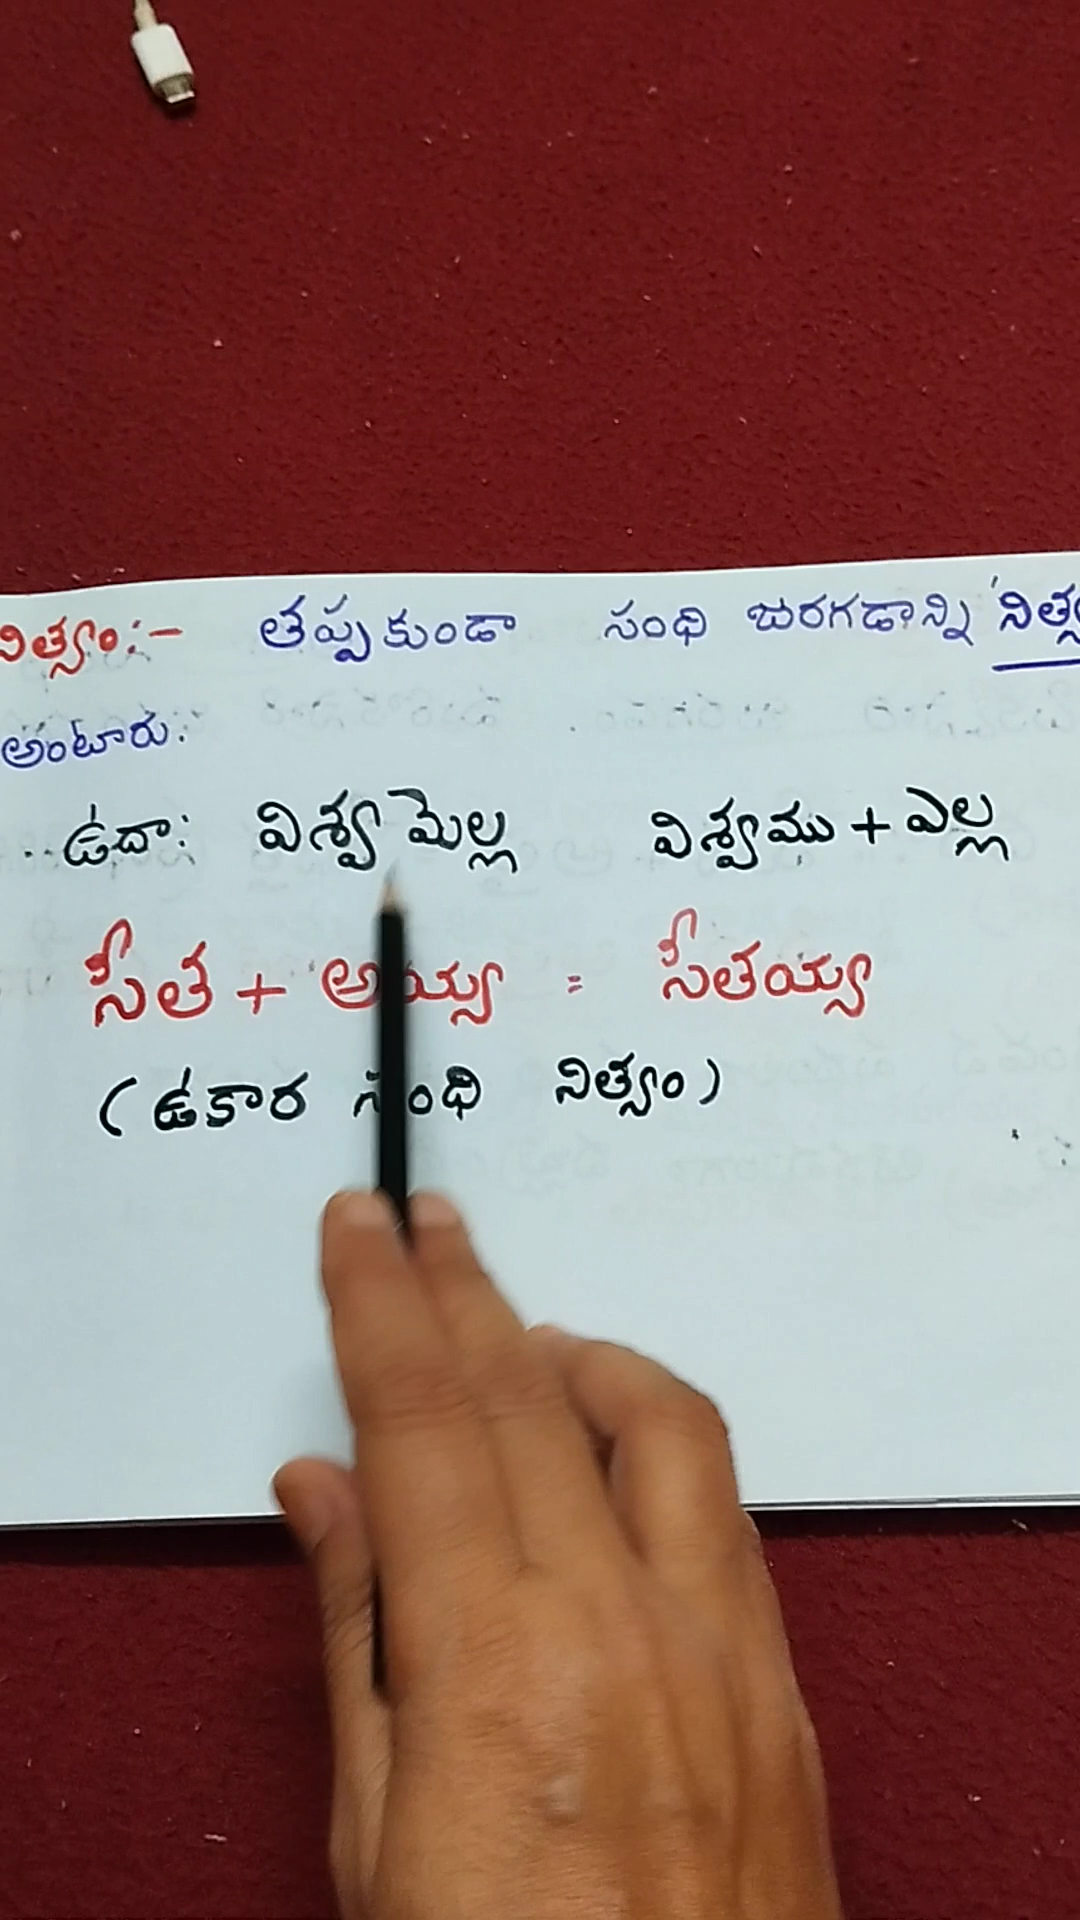 నిత్యం:- తప్పకుండా సంధి జరగడాన్ని 'నిత్య
అంటారు.
ఉదా: విశ్వమెల్ల విశ్వము + ఎల్ల
సీత + అయ్య = సీతయ్య
(ఉకార సంధి నిత్యం)